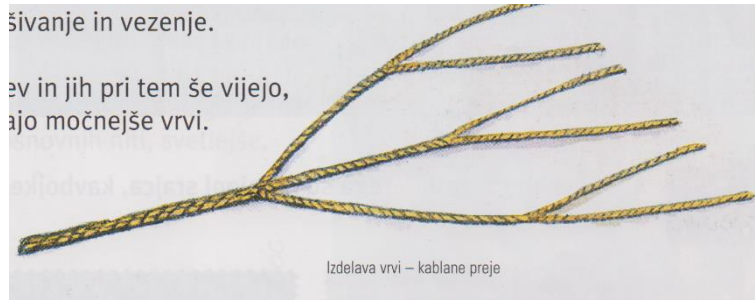 šivanje in vezenje.
ev in jih pri tem še vijejo,
ajo močnejše vrvi.
Izdelava vrvi – kablane preje